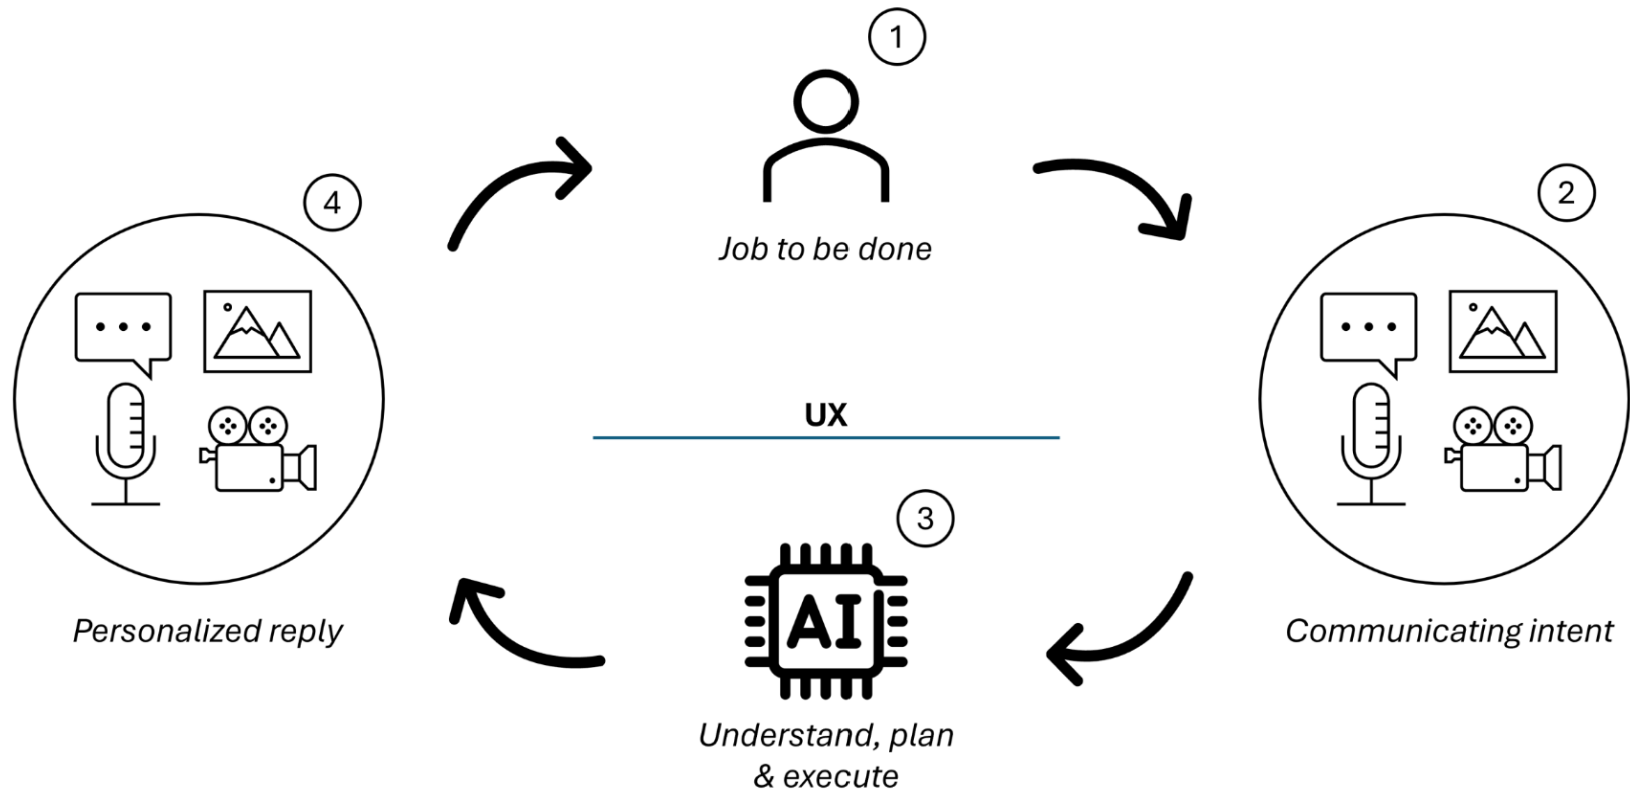 1
Job to be done
2
Communicating intent
UX
3
AI
Understand, plan
& execute
4
Personalized reply